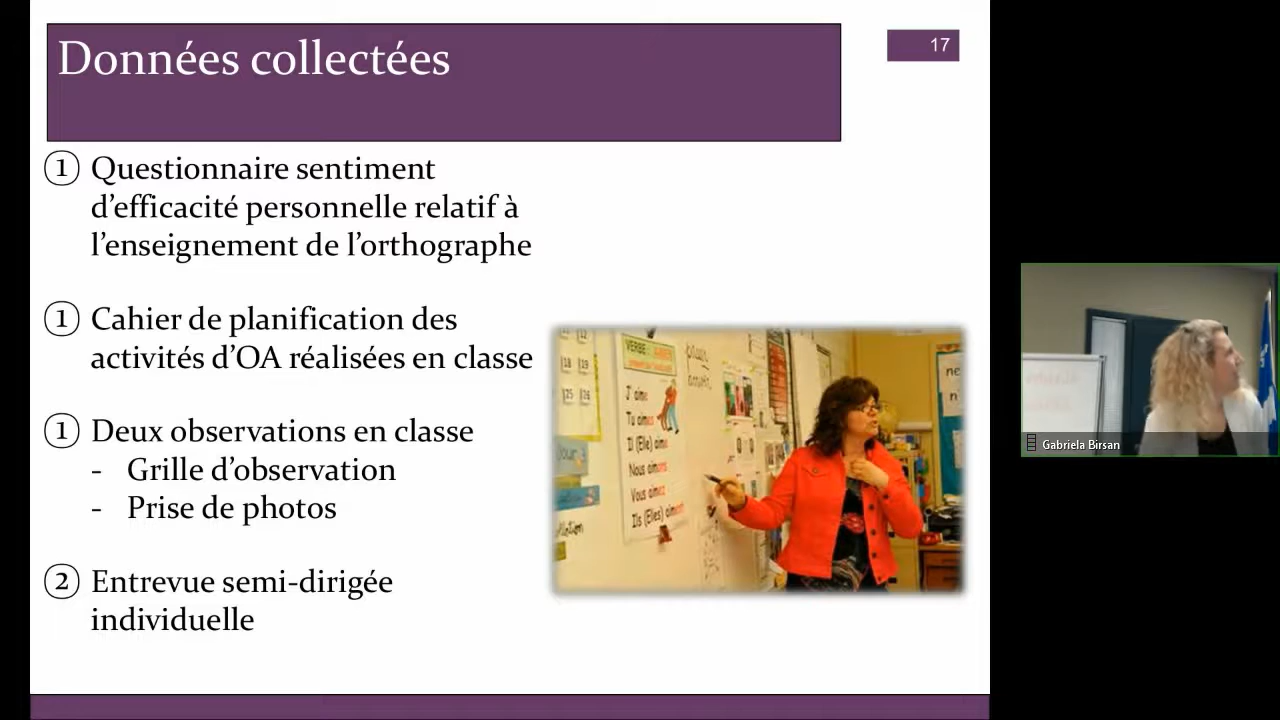 Données collectées
17
① Questionnaire sentiment
d'efficacité personnelle relatif à
l'enseignement de l'orthographe
① Cahier de planification des
activités d'OA réalisées en classe
① Deux observations en classe
- Grille d'observation
- Prise de photos
② Entrevue semi-dirigée
individuelle
VERBE
J'aime
Tu aimes
Il (Elle) aime
Nous aimons
Vous aimez
Ils (Elles) aiment
Gabriela Birsan